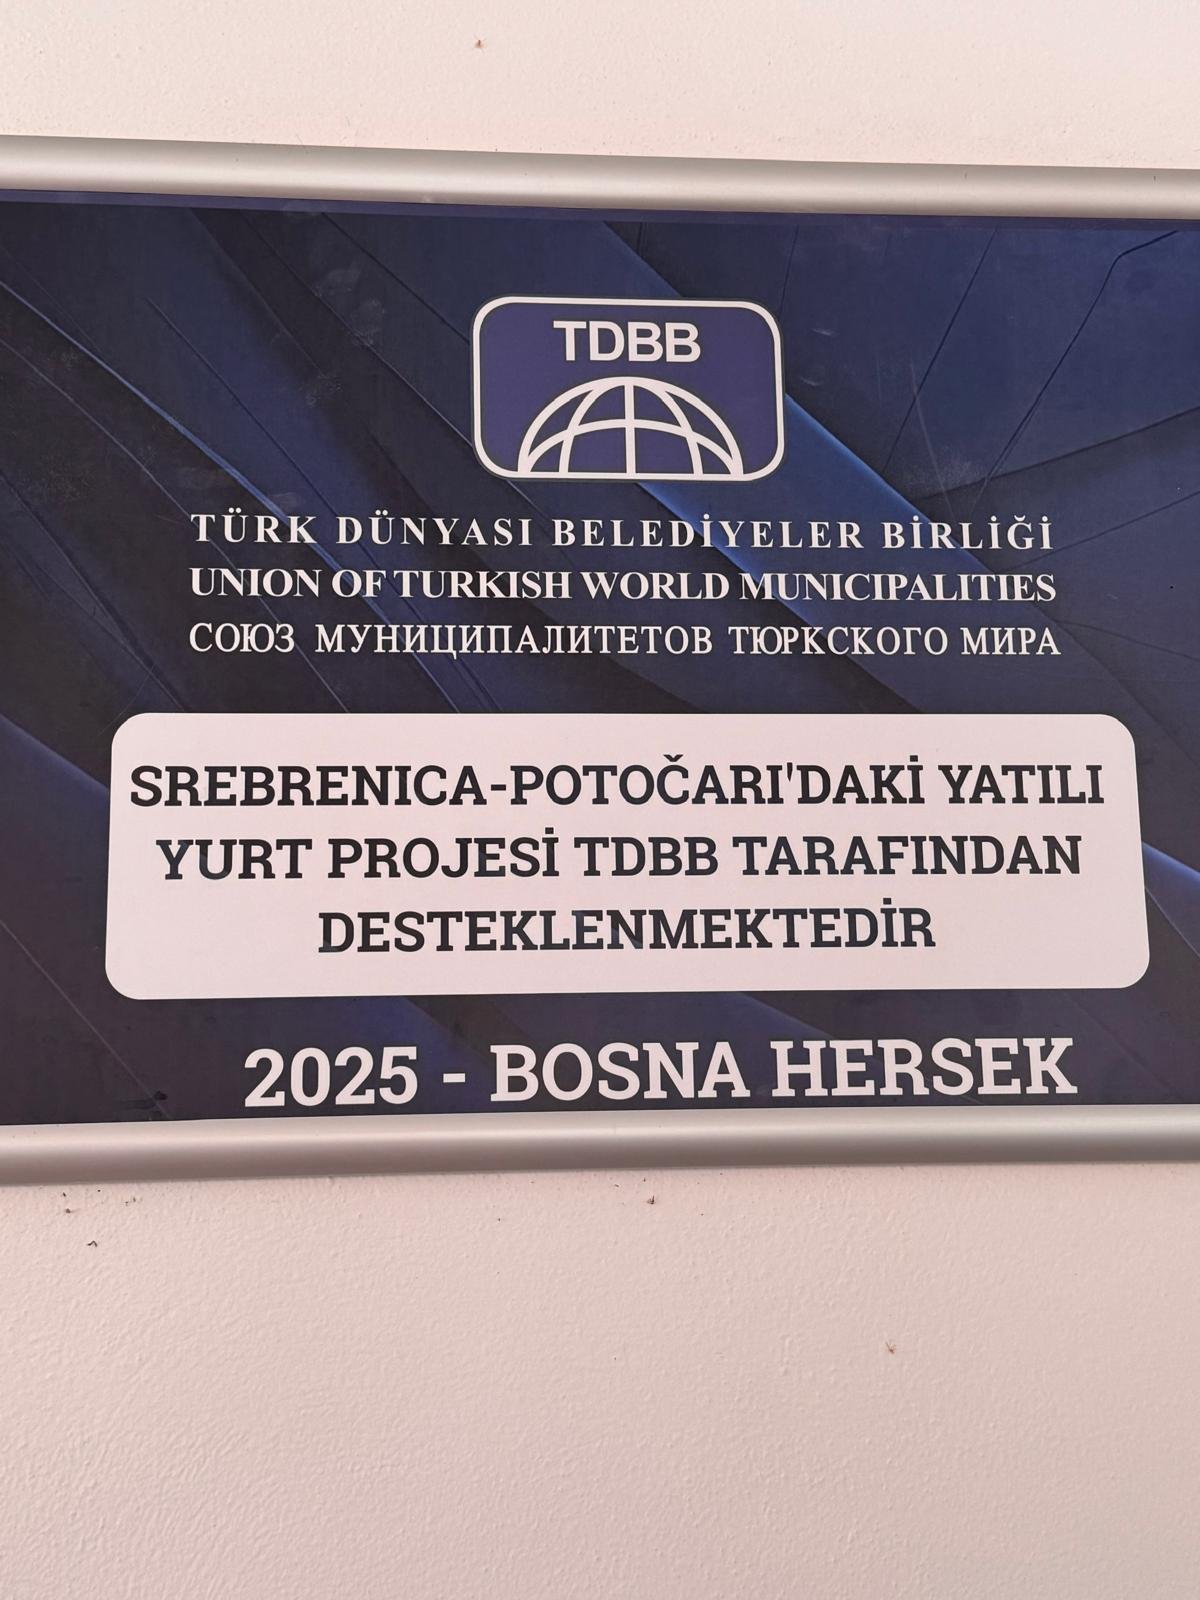 TDBB
TÜRK DÜNYASI BELEDİYELER BİRLİĞİ
UNION OF TURKISH WORLD MUNICIPALITIES
СОЮЗ МУНИЦИПАЛИТЕТОВ ТЮРКСКОГО МИРА
SREBRENICA-POTOČARI'DAKİ YATILI
YURT PROJESİ TDBB TARAFINDAN
DESTEKLENMEKTEDİR
2025 - BOSNA HERSEK